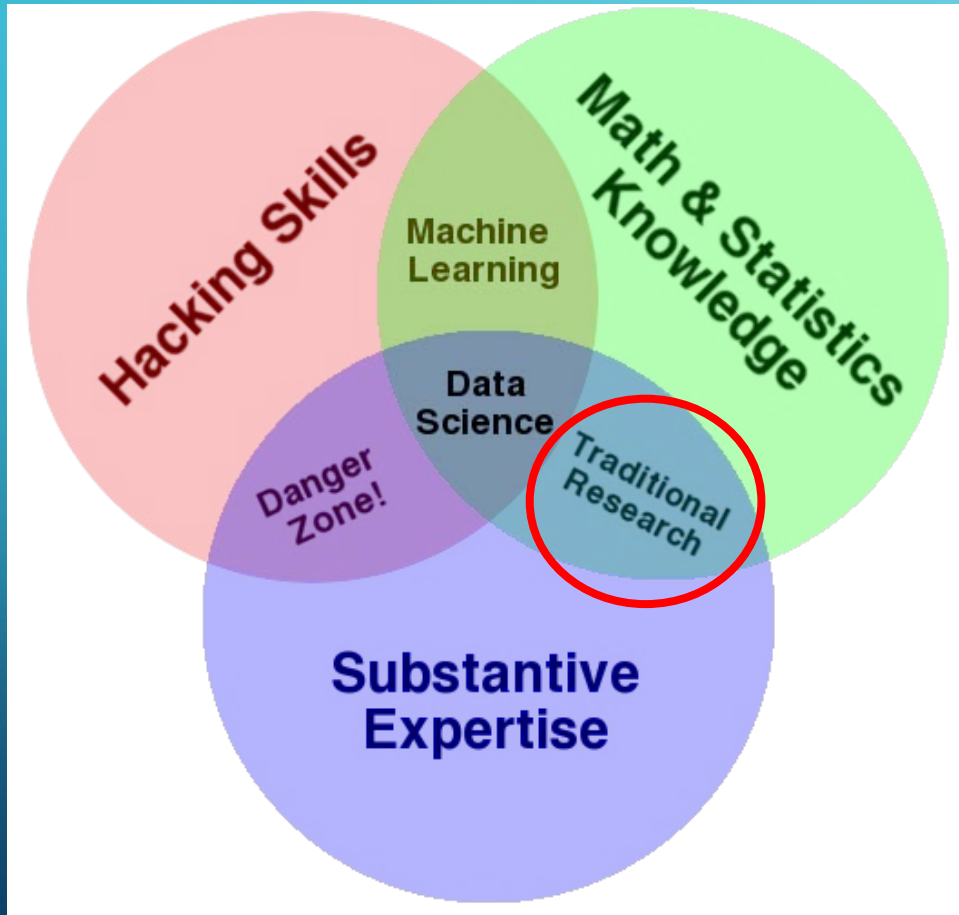 Hacking Skills
Math & Statistics
Knowledge
Machine
Learning
Data
Science
Danger
Zone!
Traditional
Research
Substantive
Expertise